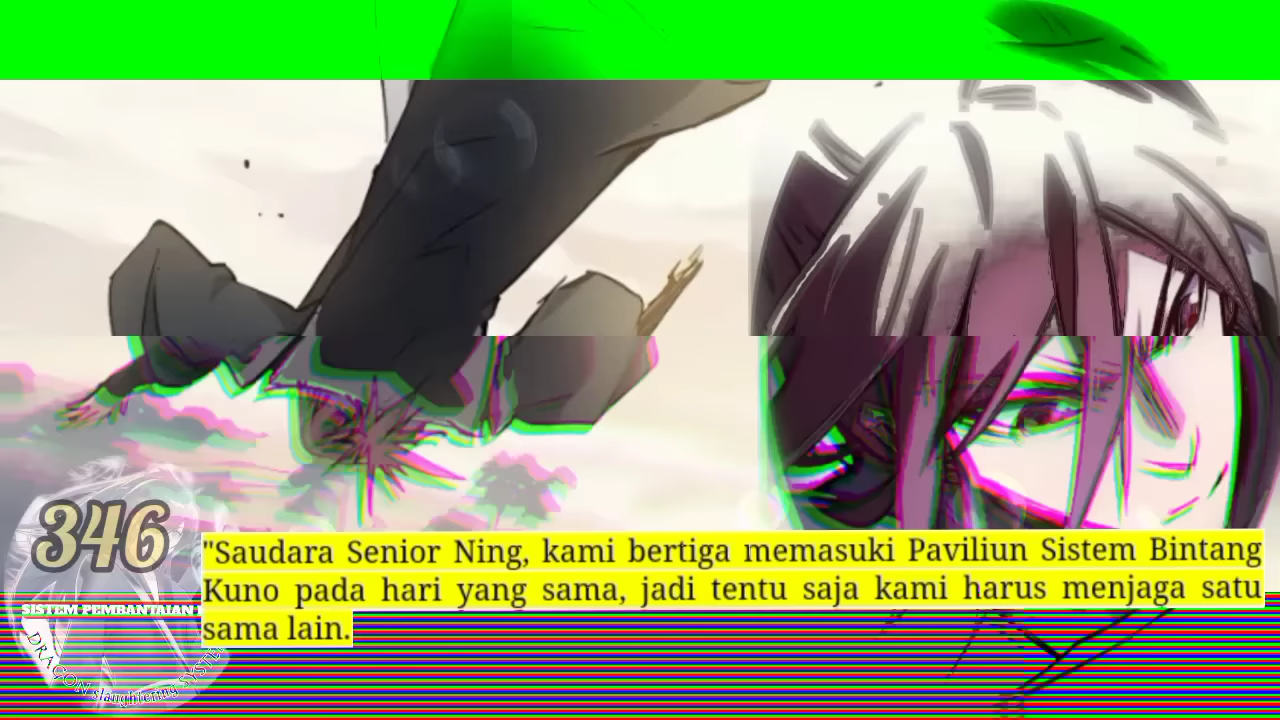 346
SISTEM PEMBANTAIAN
DRAGON slaughtering SYSTEM
"Saudara Senior Ning, kami bertiga memasuki Paviliun Sistem Bintang
Kuno pada hari yang sama, jadi tentu saja kami harus menjaga satu
sama lain.